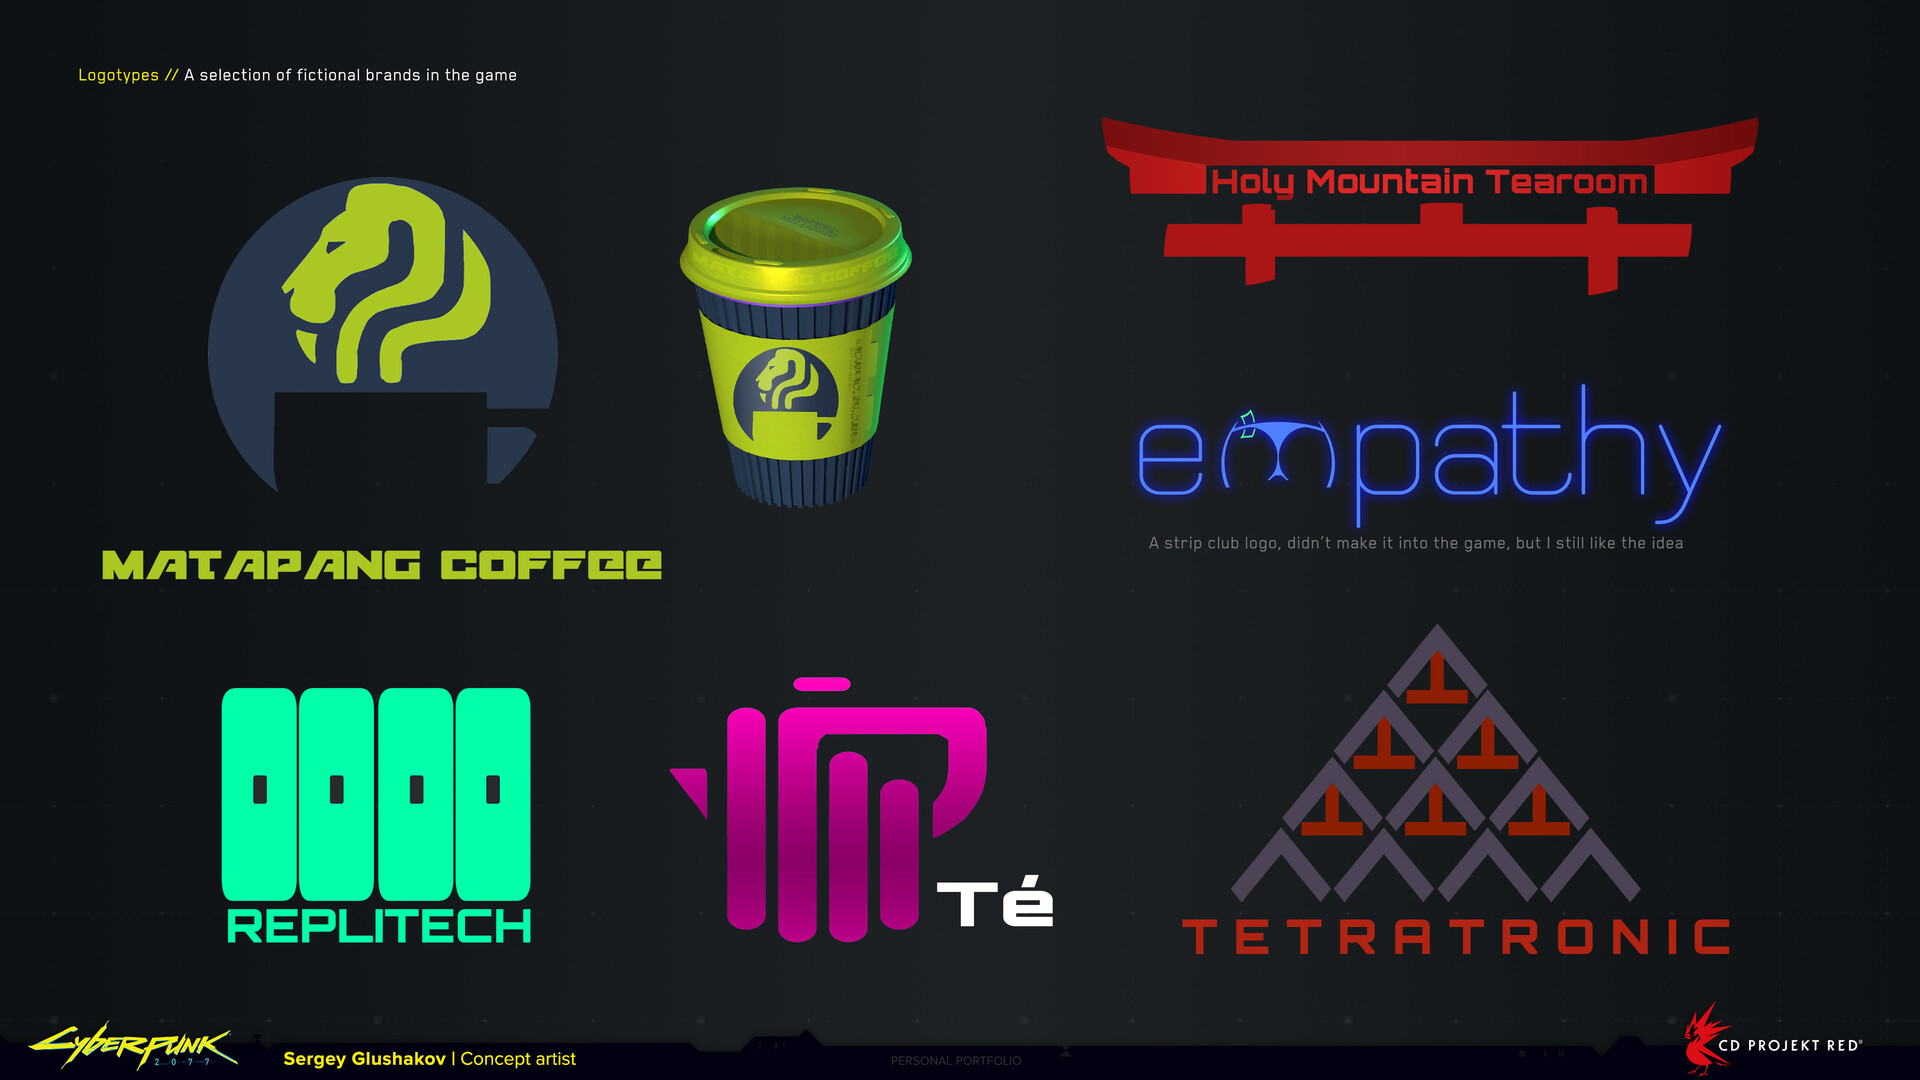 Logotypes // A selection of fictional brands in the game
Holy Mountain Tearoom
MATAPANG COFFEE
MATAPANG COFFEE
empathy
A strip club logo, didn't make it into the game, but I still like the idea
REPLITECH
Té
TETRATRONIC
CYBERPUNK
2077
Sergey Glushakov | Concept artist
PERSONAL PORTFOLIO
CD PROJEKT RED®